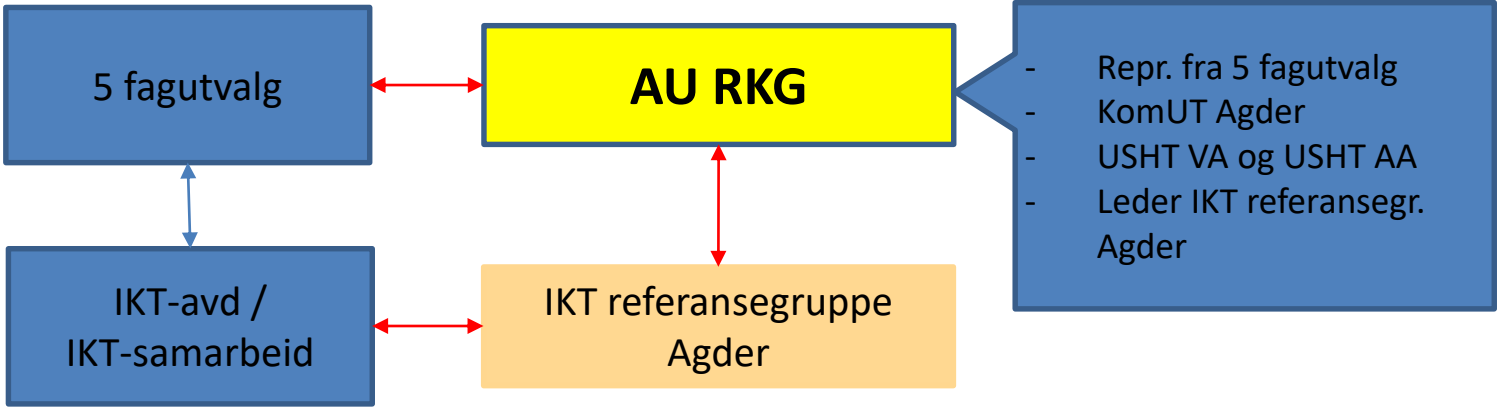 5 fagutvalg
AU RKG
- Repr. fra 5 fagutvalg
- KomUT Agder
- USHT VA og USHT AA
- Leder IKT referansegr.
Agder
IKT-avd /
IKT-samarbeid
IKT referansegruppe
Agder